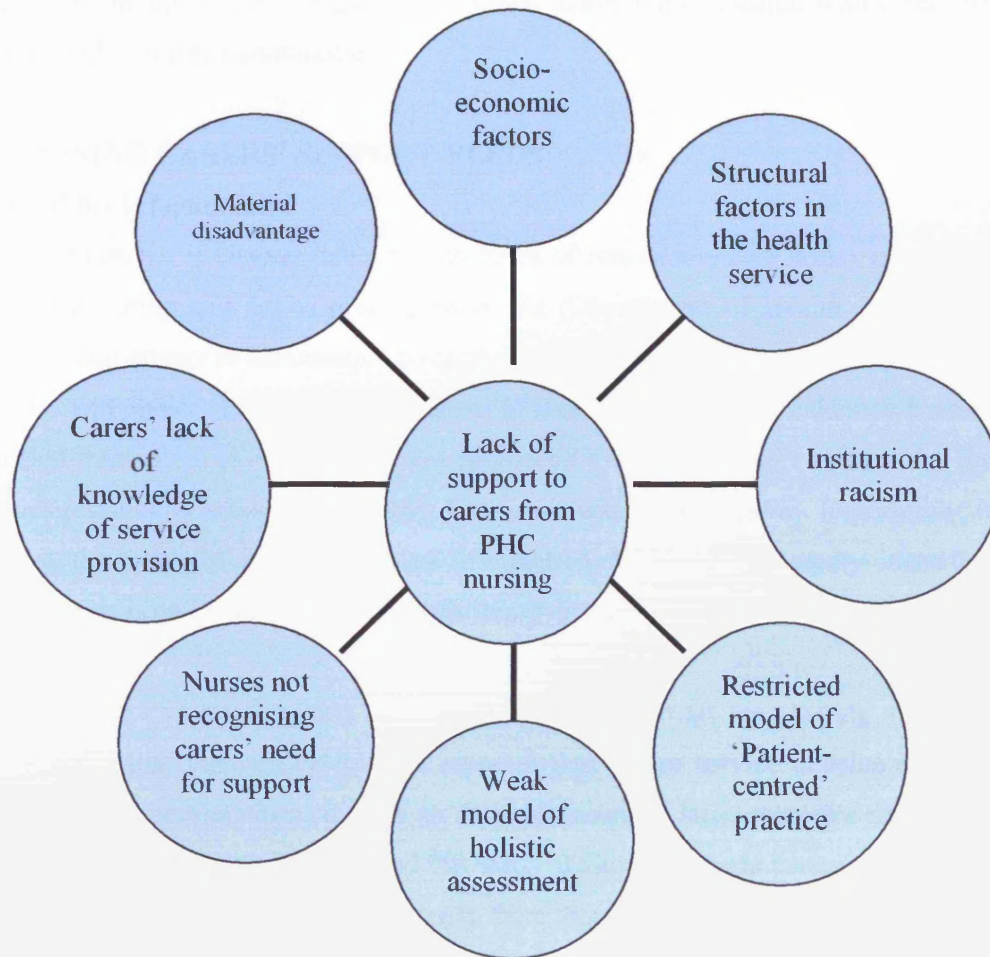 Socio-
economic
factors
Structural
factors in
the health
service
Institutional
racism
Restricted
model of
'Patient-
centred'
practice
Weak
model of
holistic
assessment
Nurses not
recognising
carers' need
for support
Carers' lack
of
knowledge
of service
provision
Material
disadvantage
Lack of
support to
carers from
PHC
nursing